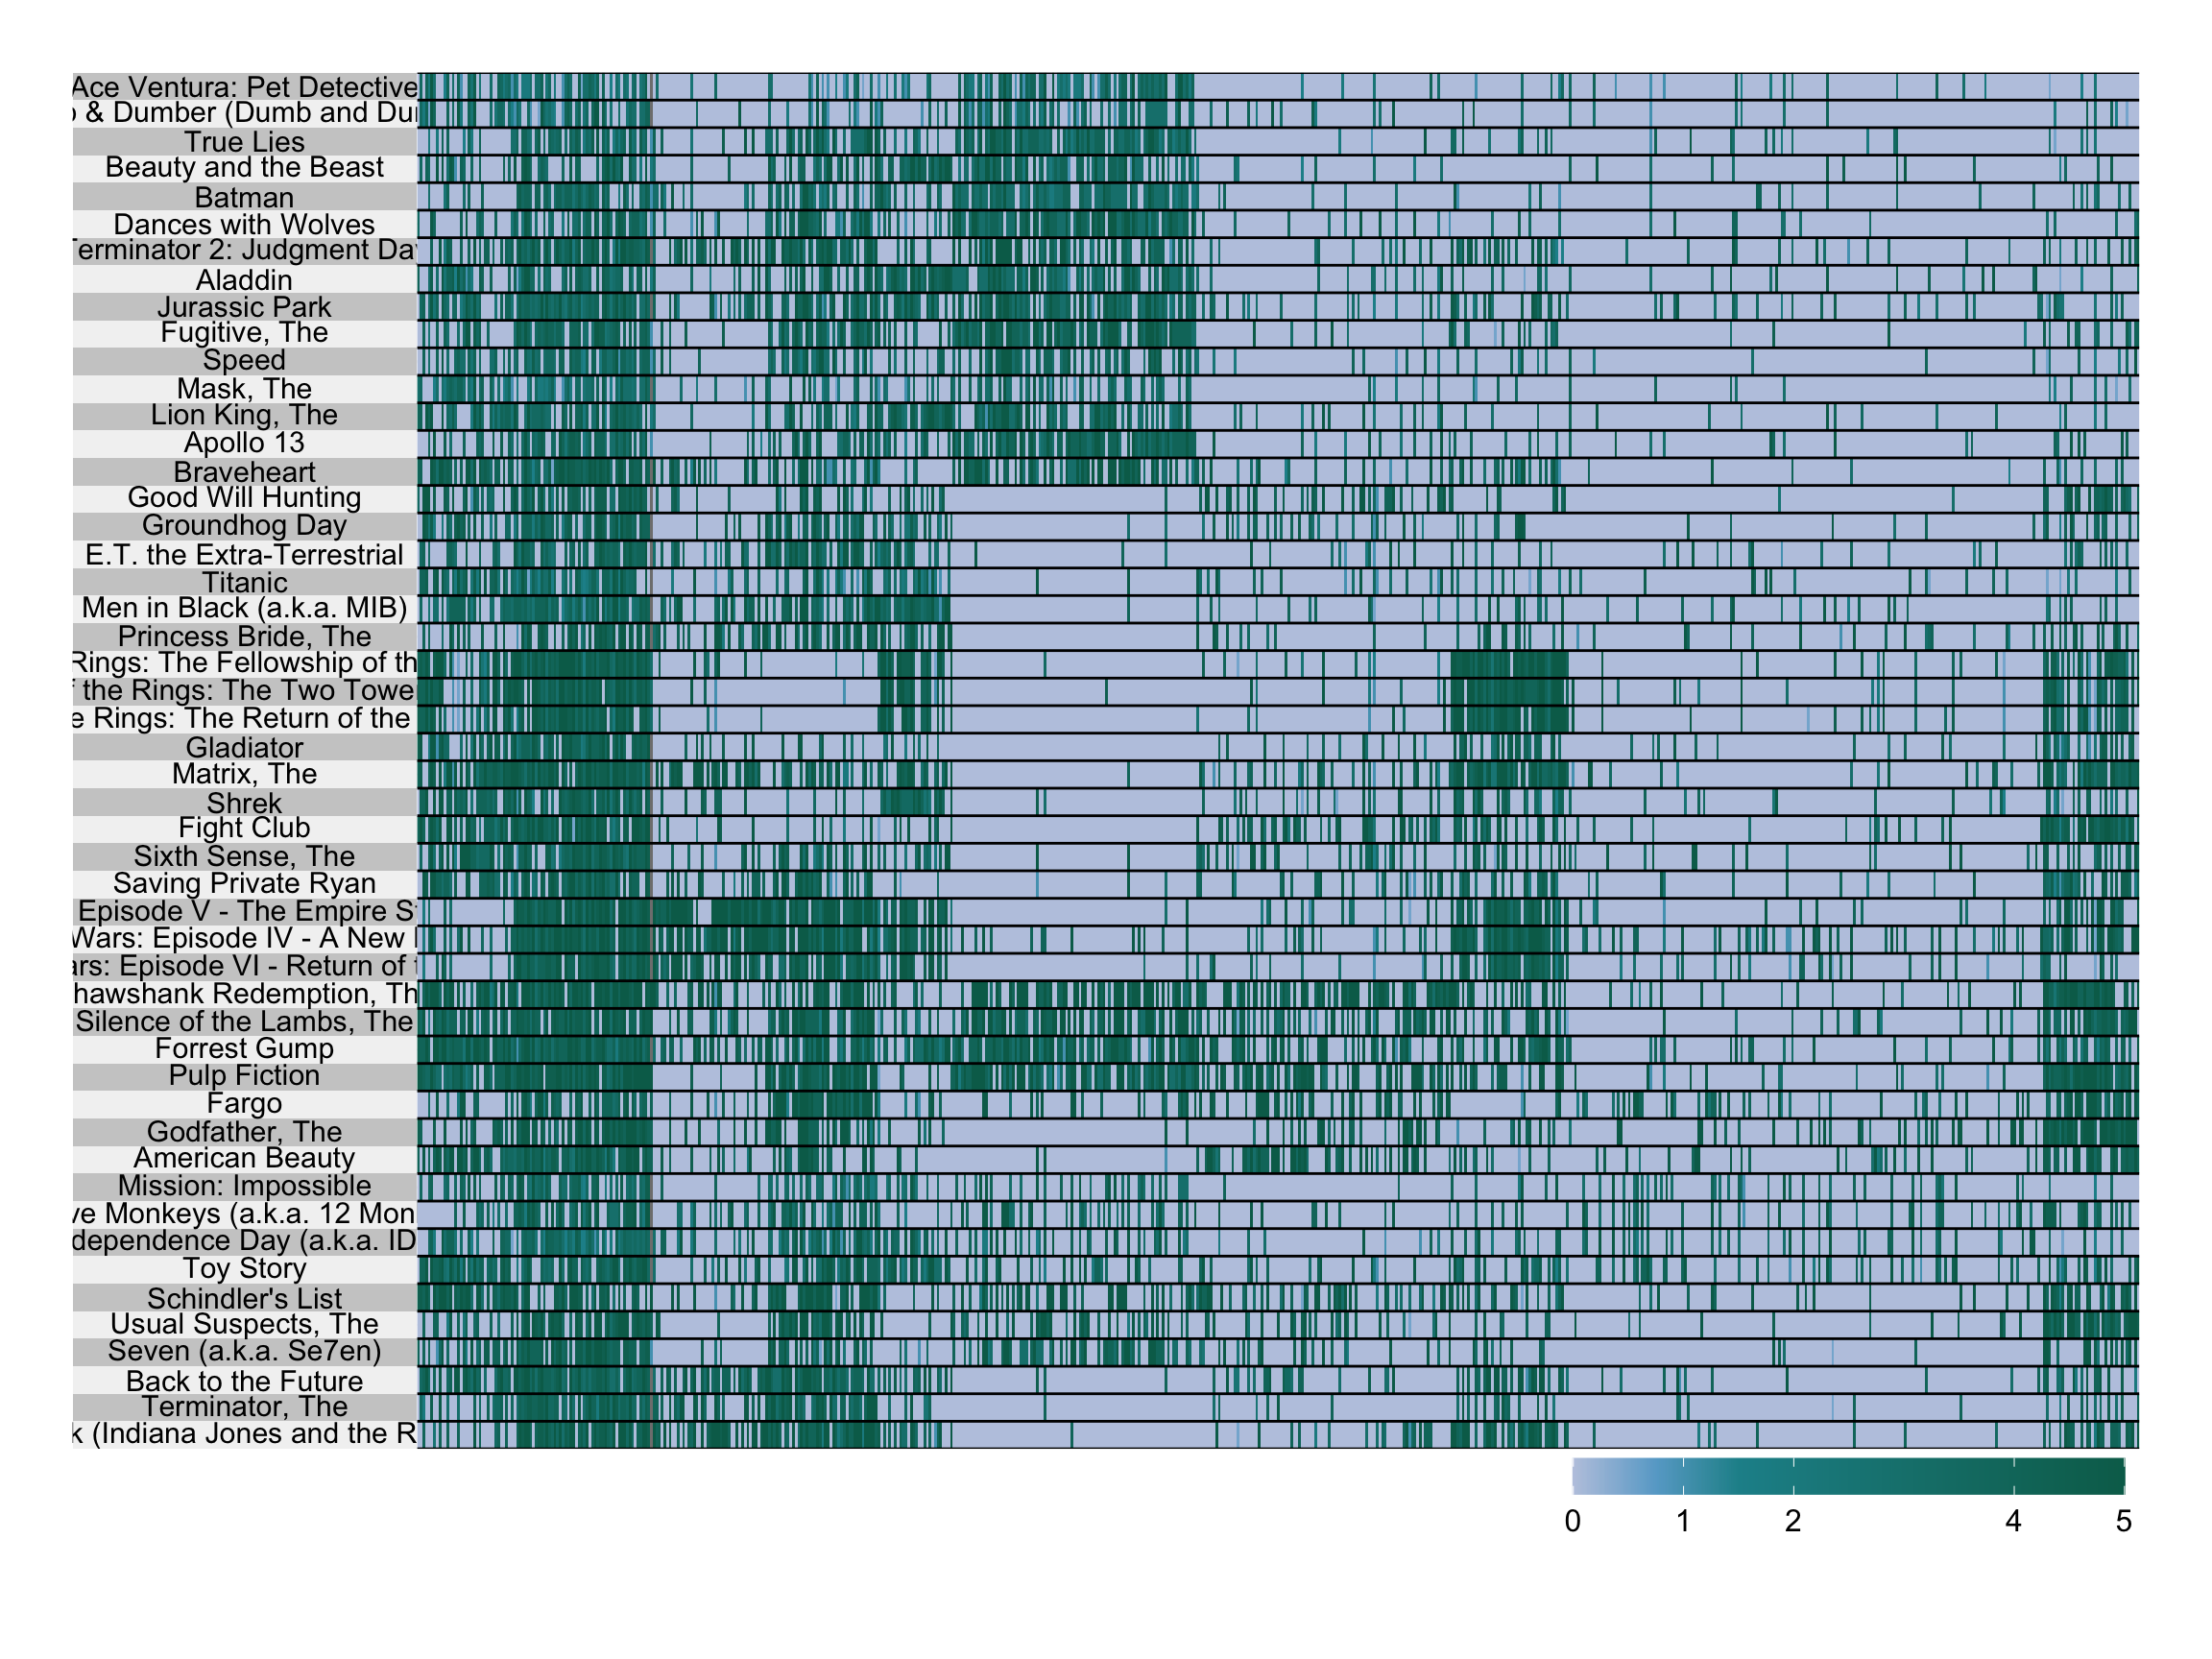 Ace Ventura: Pet Detective
& Dumber (Dumb and Du
True Lies
Beauty and the Beast
Batman
Dances with Wolves
erminator 2: Judgment Da
Aladdin
Jurassic Park
Fugitive, The
Speed
Mask, The
Lion King, The
Apollo 13
Braveheart
Good Will Hunting
Groundhog Day
E.T. the Extra-Terrestrial
Titanic
Men in Black (a.k.a. MIB)
Princess Bride, The
Rings: The Fellowship of th
f the Rings: The Two Towe
e Rings: The Return of the
Gladiator
Matrix, The
Shrek
Fight Club
Sixth Sense, The
Saving Private Ryan
Episode V - The Empire S
Wars: Episode IV - A New
ars: Episode VI - Return of t
hawshank Redemption, Th
Silence of the Lambs, The
Forrest Gump
Pulp Fiction
Fargo
Godfather, The
American Beauty
Mission: Impossible
ve Monkeys (a.k.a. 12 Mon
dependence Day (a.k.a. ID
Toy Story
Schindler's List
Usual Suspects, The
Seven (a.k.a. Se7en)
Back to the Future
Terminator, The
k (Indiana Jones and the R
0 1 2 4 5